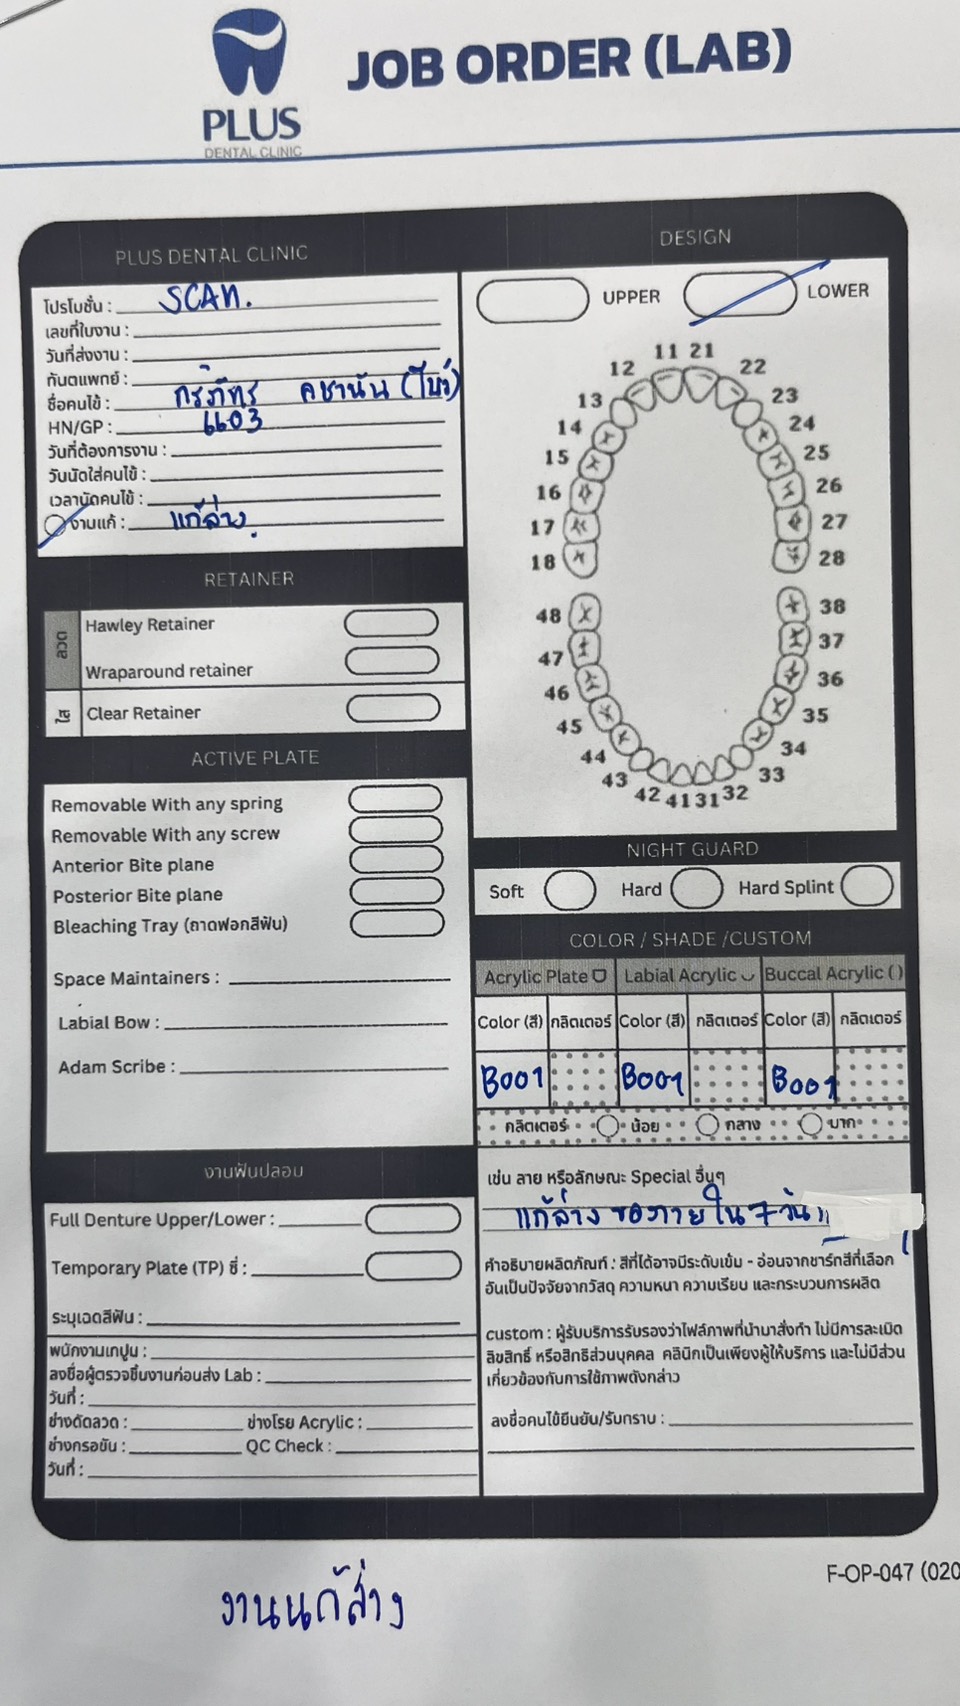 PLUS
DENTAL CLINIC
JOB ORDER (LAB)
PLUS DENTAL CLINIC
โปรโมชั่น : SCAN.
เลขที่ใบงาน :
วันที่ส่งงาน :
ทันตแพทย์ :
ชื่อคนไข้ : กรภัทร คชานัน
HN/GP : 6603
วันที่ต้องการงาน :
วันนัดใส่คนไข้ :
เวลานัดคนไข้ :
งานแก้ : แก้ล่าง
DESIGN
UPPER LOWER
11 21
12 22
13 23
14 24
15 25
16 26
17 27
18 28
48 38
47 37
46 36
45 35
44 34
43 33
42 41 31 32
RETAINER
ลวด
Hawley Retainer
Wraparound retainer
ใส
Clear Retainer
ACTIVE PLATE
Removable With any spring
Removable With any screw
Anterior Bite plane
Posterior Bite plane
Bleaching Tray (ถาดฟอกสีฟัน)
Space Maintainers :
Labial Bow :
Adam Scribe :
NIGHT GUARD
Soft Hard Hard Splint
COLOR / SHADE /CUSTOM
Acrylic Plate Labial Acrylic Buccal Acrylic ( )
Color (สี) กลิตเตอร์ Color (สี) กลิตเตอร์ Color (สี) กลิตเตอร์
B001 B001 B001
กลิตเตอร์ น้อย กลาง มาก
เช่น ลาย หรือลักษณะ Special อื่นๆ
แก้ล่าง ขอภายใน 7 วัน
คำอธิบายผลิตภัณฑ์ : สีที่ได้อาจมีระดับเข้ม - อ่อนจากชาร์ทสีที่เลือก
อันเป็นปัจจัยจากวัสดุ ความหนา ความเรียบ และกระบวนการผลิต
custom : ผู้รับบริการรับรองว่าไฟล์ภาพที่นำมาสั่งทำ ไม่มีการละเมิด
ลิขสิทธิ์ หรือสิทธิส่วนบุคคล คลินิกเป็นเพียงผู้ให้บริการ และไม่มีส่วน
เกี่ยวข้องกับการใช้ภาพดังกล่าว
ลงชื่อคนไข้ยืนยัน/รับทราบ :
งานฟันปลอม
Full Denture Upper/Lower :
Temporary Plate (TP) ซี่ :
ระบุเฉดสีฟัน :
พนักงานเทปูน :
ลงชื่อผู้ตรวจชิ้นงานก่อนส่ง Lab :
วันที่ :
ช่างดัดลวด : ช่างโรย Acrylic :
ช่างกรอขัน : QC Check :
วันที่ :
F-OP-047 (020
งานแก้ล่าง